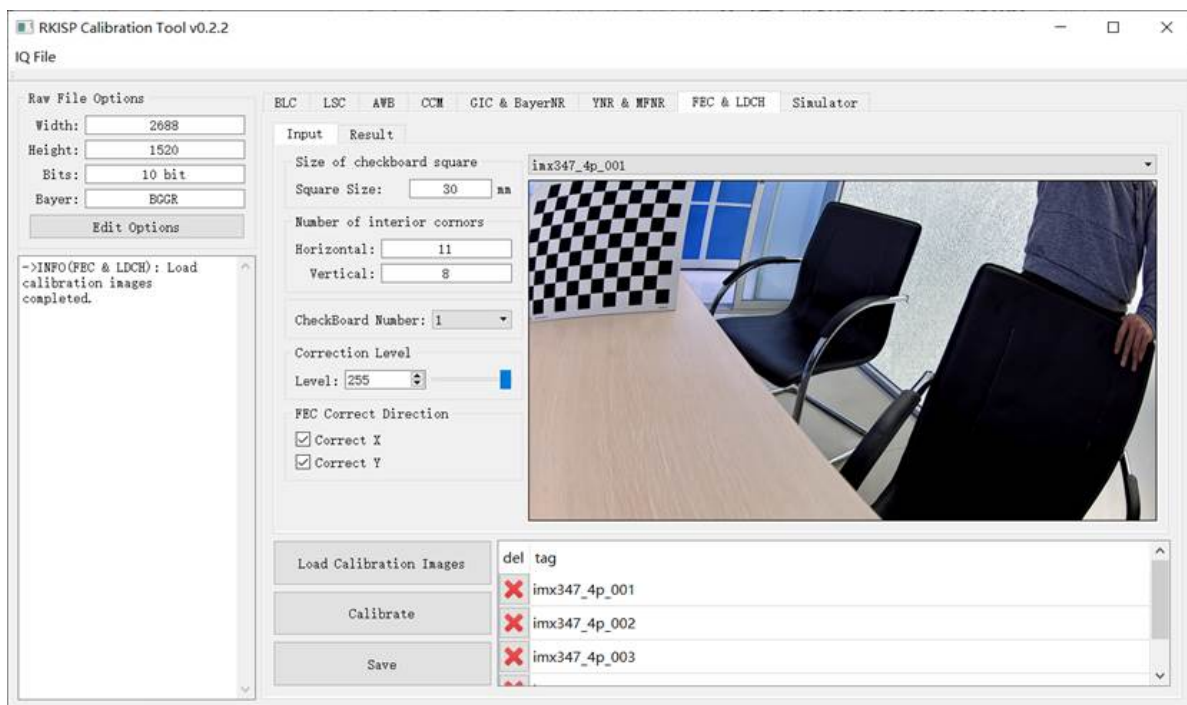 RKISP Calibration Tool v0.2.2
IQ File
Raw File Options
Width: 2688
Height: 1520
Bits: 10 bit
Bayer: BGGR
Edit Options
->INFO(FEC & LDCH): Load
calibration images
completed.
BLC LSC AWB CCM GIC & BayerNR YNR & MFNR FEC & LDCH Simulator
Input Result
Size of checkboard square
Square Size: 30 mm
Number of interior cornors
Horizontal: 11
Vertical: 8
CheckBoard Number: 1
Correction Level
Level: 255
FEC Correct Direction
Correct X
Correct Y
imx347_4p_001
Load Calibration Images
Calibrate
Save
del tag
imx347_4p_001
imx347_4p_002
imx347_4p_003